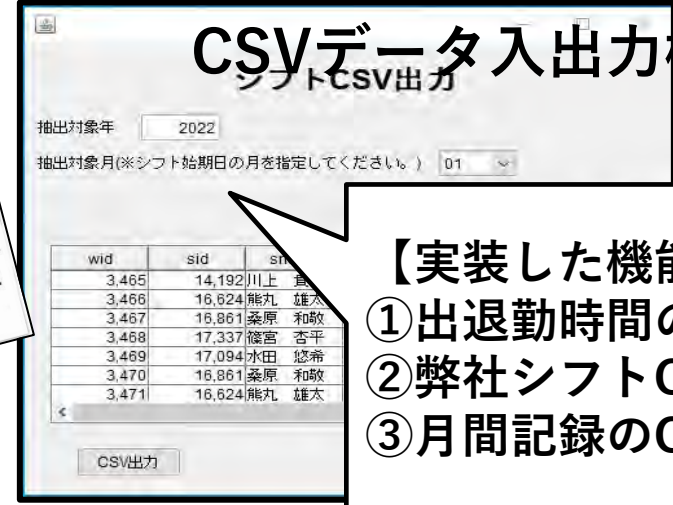 CSVデータ入出力
シフトCSV出力
抽出対象年 2022
抽出対象月(※シフト始期日の月を指定してください。) 01
wid sid sn
3,465 14,192 川上
3,466 16,624 熊丸 雄太
3,467 16,861 桑原 和敬
3,468 17,337 篠宮 杏平
3,469 17,094 水田 悠希
3,470 16,861 桑原 和敬
3,471 16,624 熊丸 雄太
CSV出力
【実装した機能
①出退勤時間の
②弊社シフトC
③月間記録のC